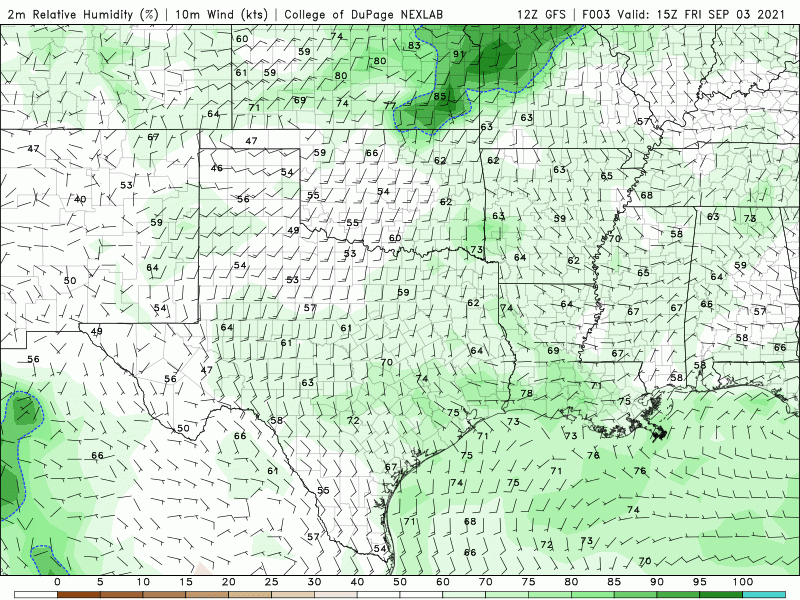 2m Relative Humidity (%) | 10m Wind (kts) | College of DuPage NEXLAB 12Z GFS | F003 Valid: 15Z FRI SEP 03 2021
60 74 83
59 91
61 59 80 80
71 69 74 77 85
64 63 63 57
67 47
47 59 66 62 62
46 54 63 65
53 54
40 56 55 62 68
59 49 55 60 63 59 70 58 63 73
64 54 53 73 64 62
50 53 59 65 64 59
54 57 62 74 64 67 67 66 57
49 64 61 58
61 64 69 67 66
56 47 70 58
56 63 74 78 71 58
50 58 72 75 73 75
66 71 73
66 61 67 75 71 76 76
55 74 75
57 71 68 74
54 66 72 73 70
0 5 10 15 20 25 30 40 50 60 70 75 80 85 90 95 100